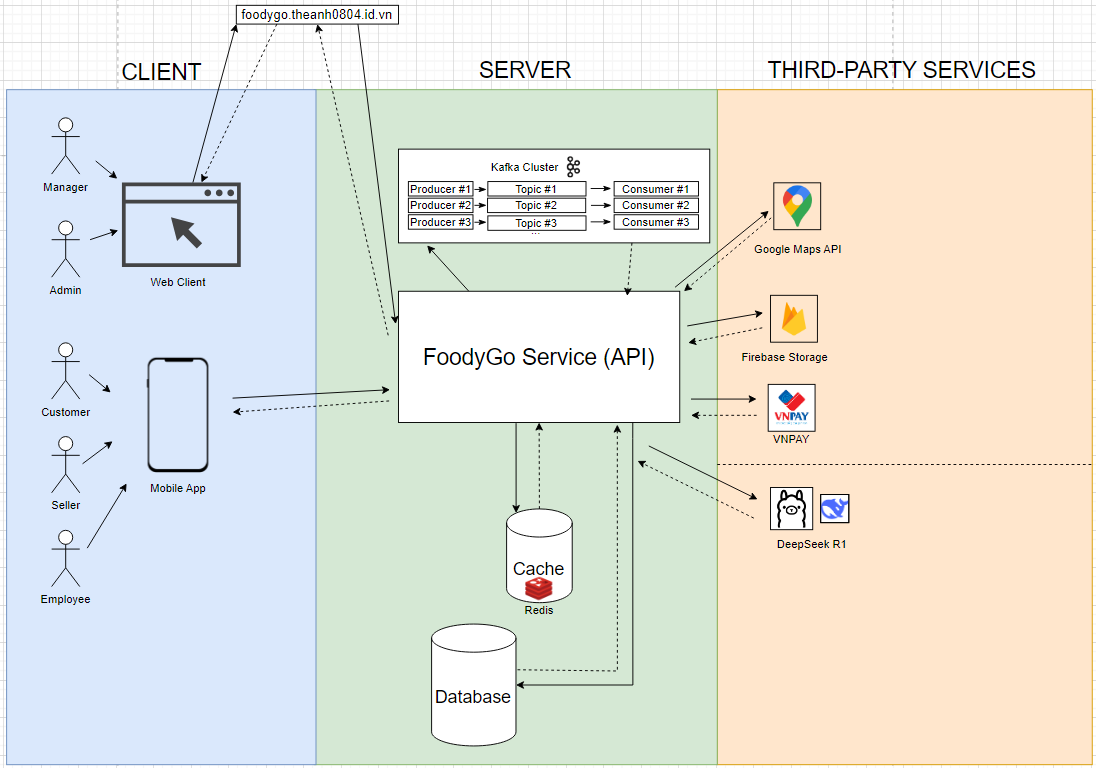 foodygo.theanh0804.id.vn
CLIENT
SERVER
THIRD-PARTY SERVICES
Manager
Admin
Web Client
Customer
Seller
Employee
Mobile App
Kafka Cluster
Producer #1
Topic #1
Consumer #1
Producer #2
Topic #2
Consumer #2
Producer #3
Topic #3
Consumer #3
...
FoodyGo Service (API)
Cache
Redis
Database
Google Maps API
Firebase Storage
VNPAY
VNPAY
DeepSeek R1